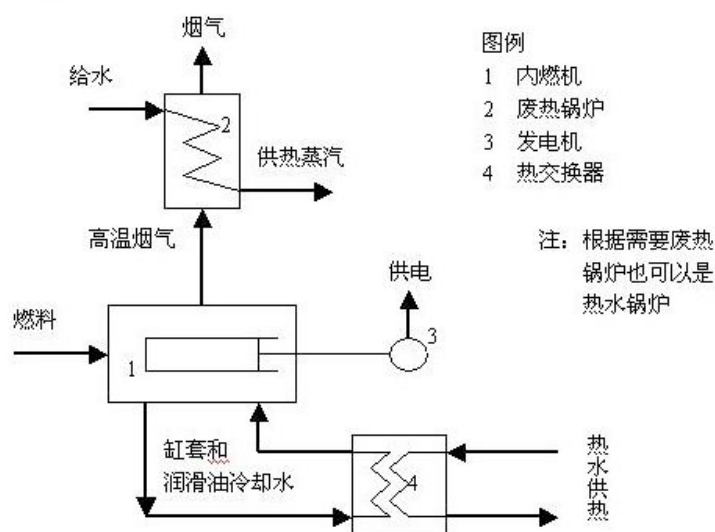 烟气
给水
2
供热蒸汽
高温烟气
燃料
1
供电
3
缸套和
润滑油冷却水
4
热水供热
图例
1 内燃机
2 废热锅炉
3 发电机
4 热交换器
注：根据需要废热
锅炉也可以是
热水锅炉